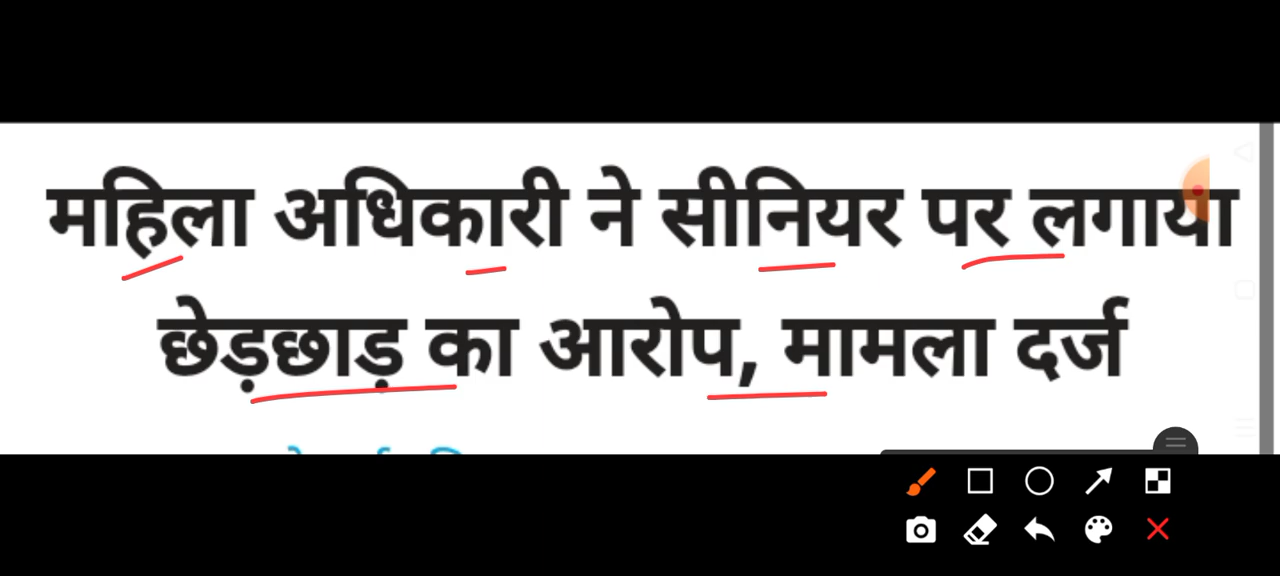 महिला अधिकारी ने सीनियर पर लगाया
छेड़छाड़ का आरोप, मामला दर्ज